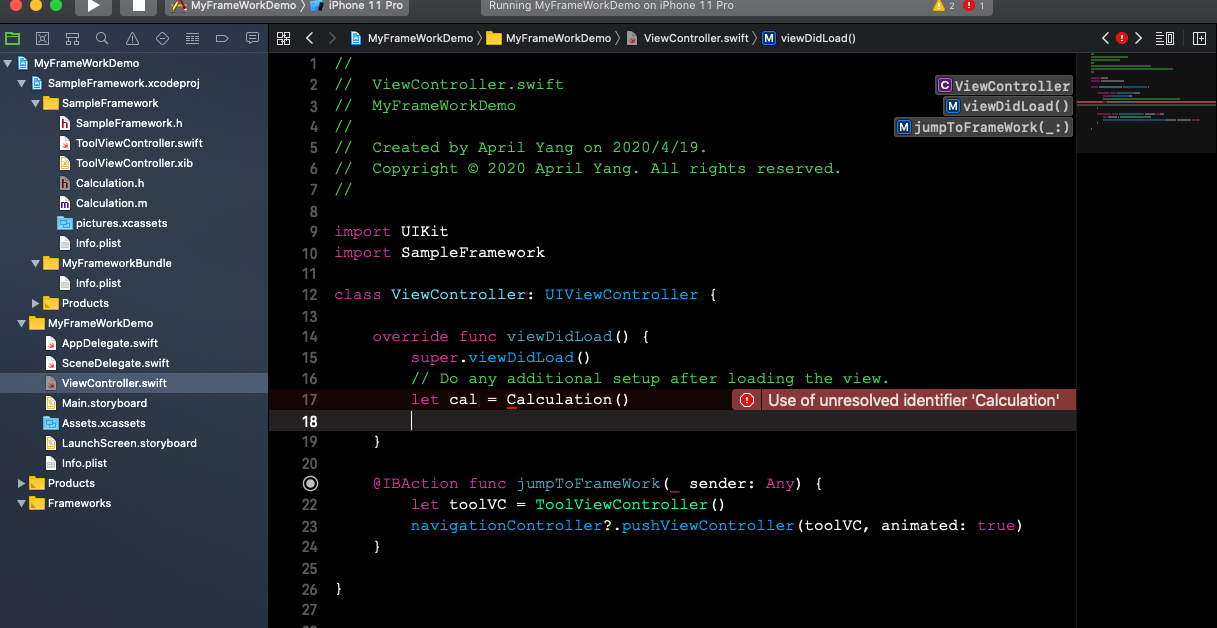 MyFrameWorkDemo iPhone 11 Pro Running MyFrameWorkDemo on iPhone 11 Pro 2 1
MyFrameWorkDemo MyFrameWorkDemo ViewController.swift M viewDidLoad()
MyFrameWorkDemo
SampleFramework.xcodeproj
SampleFramework
SampleFramework.h
ToolViewController.swift
ToolViewController.xib
Calculation.h
Calculation.m
pictures.xcassets
Info.plist
MyFrameworkBundle
Info.plist
Products
MyFrameWorkDemo
AppDelegate.swift
SceneDelegate.swift
ViewController.swift
Main.storyboard
Assets.xcassets
LaunchScreen.storyboard
Info.plist
Products
Frameworks
1 //
2 // ViewController.swift
3 // MyFrameWorkDemo
4 //
5 // Created by April Yang on 2020/4/19.
6 // Copyright © 2020 April Yang. All rights reserved.
7 //
8
9 import UIKit
10 import SampleFramework
11
12 class ViewController: UIViewController {
13
14 override func viewDidLoad() {
15 super.viewDidLoad()
16 // Do any additional setup after loading the view.
17 let cal = Calculation() Use of unresolved identifier 'Calculation'
18
19 }
20
@IBAction func jumpToFrameWork(_ sender: Any) {
22 let toolVC = ToolViewController()
23 navigationController?.pushViewController(toolVC, animated: true)
24 }
25
26 }
27
C ViewController
M viewDidLoad()
M jumpToFrameWork(_:)